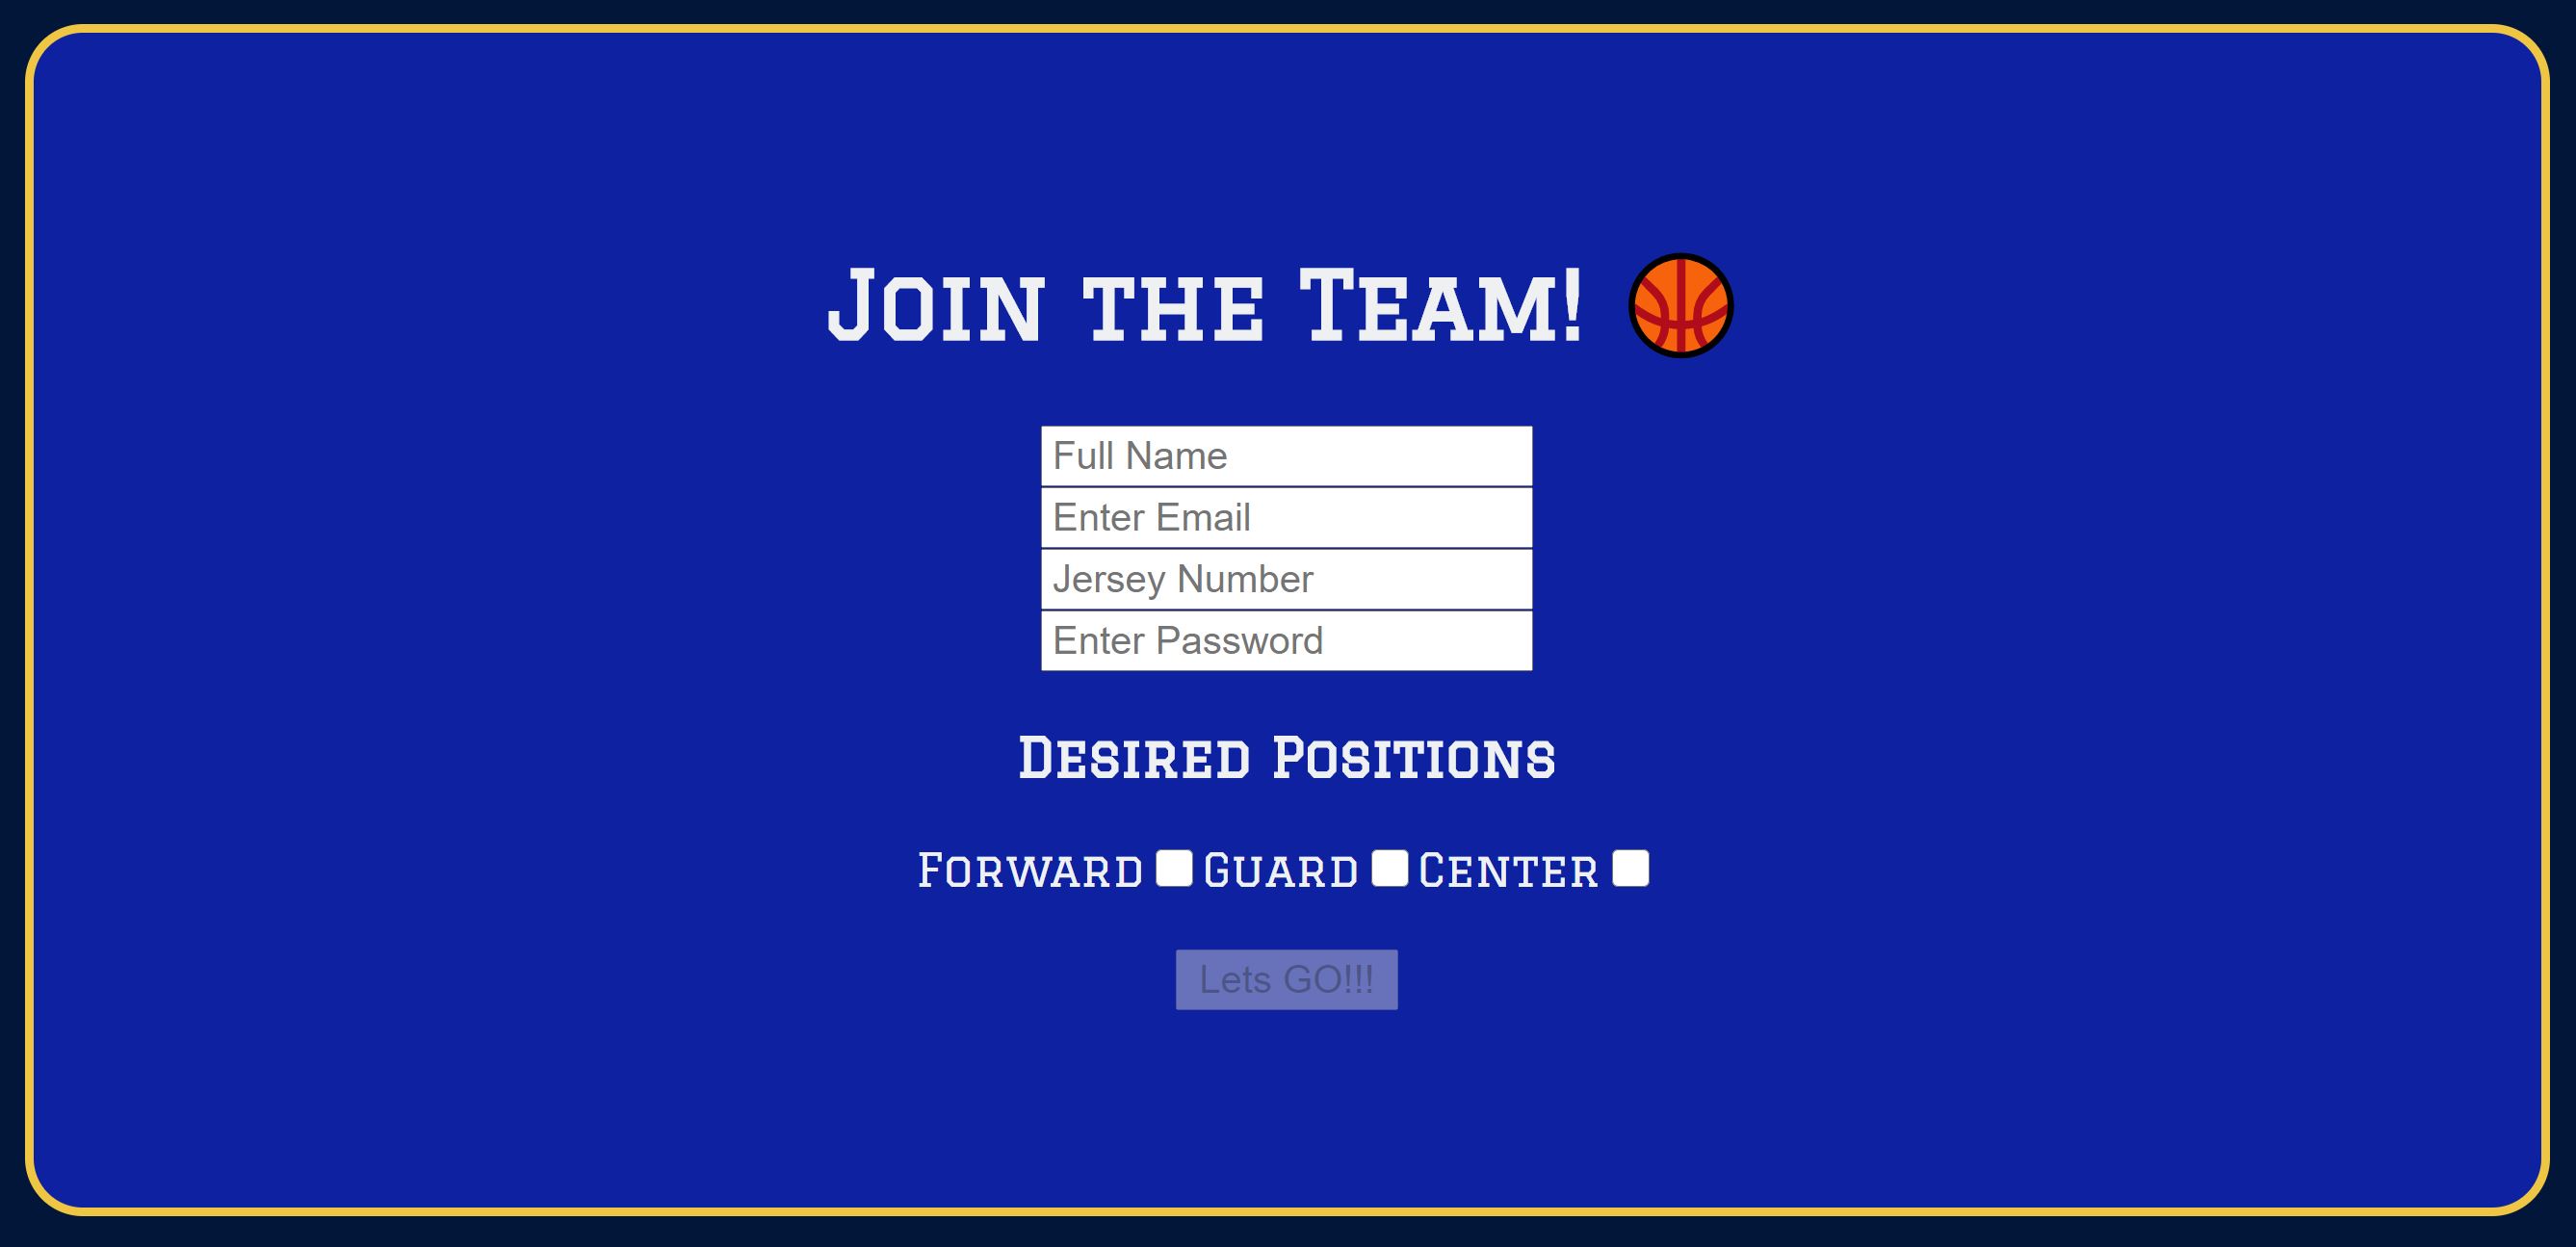 Join the Team!
Full Name
Enter Email
Jersey Number
Enter Password
Desired Positions
Forward Guard Center
Lets GO!!!